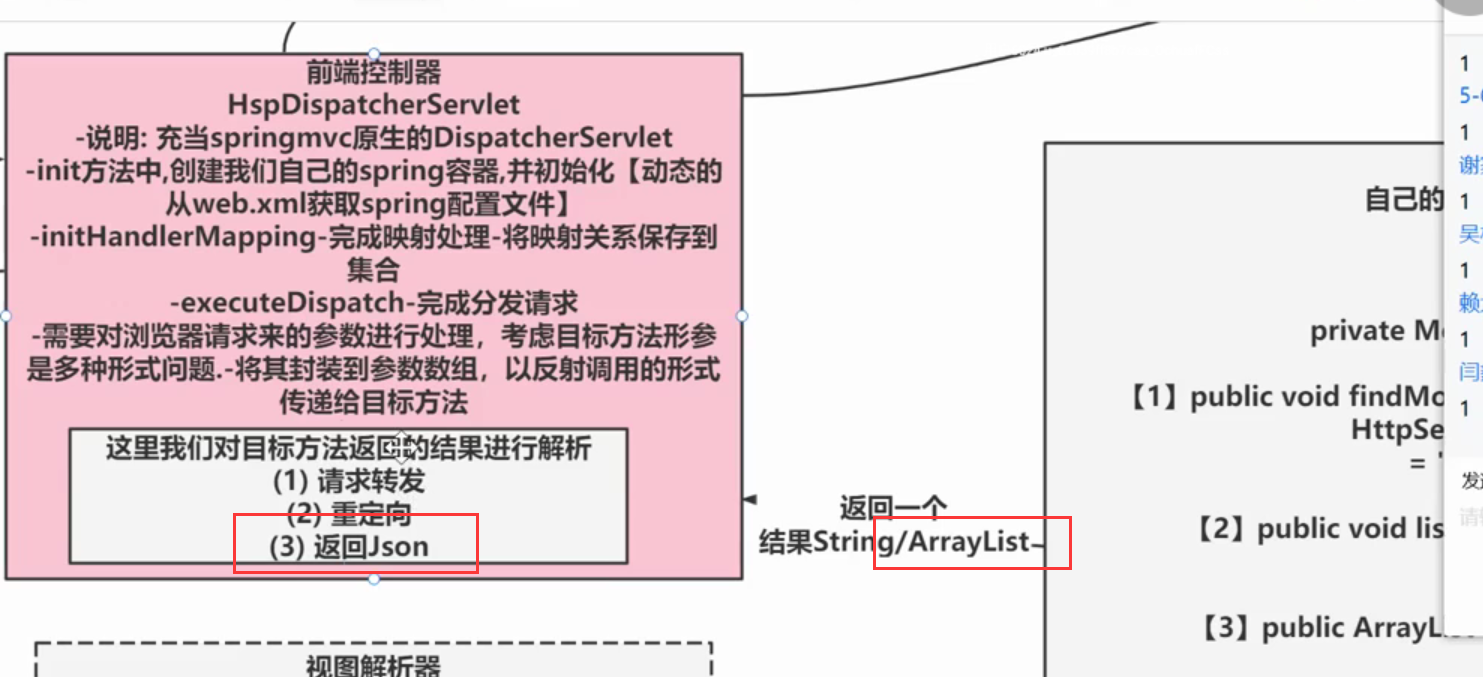 前端控制器
HspDispatcherServlet
-说明: 充当springmvc原生的DispatcherServlet
-init方法中,创建我们自己的spring容器,并初始化【动态的
从web.xml获取spring配置文件】
-initHandlerMapping-完成映射处理-将映射关系保存到
集合
-executeDispatch-完成分发请求
-需要对浏览器请求来的参数进行处理，考虑目标方法形参
是多种形式问题.-将其封装到参数数组，以反射调用的形式
传递给目标方法
这里我们对目标方法返回的结果进行解析
(1) 请求转发
(2) 重定向
(3) 返回Json
视图解析器
返回一个
结果String/ArrayList
自己的
private M
【1】public void findMo
HttpSe
= '
【2】public void lis
【3】public ArrayL
1
5-
1
谢
1
吴
1
赖
1
闫
1